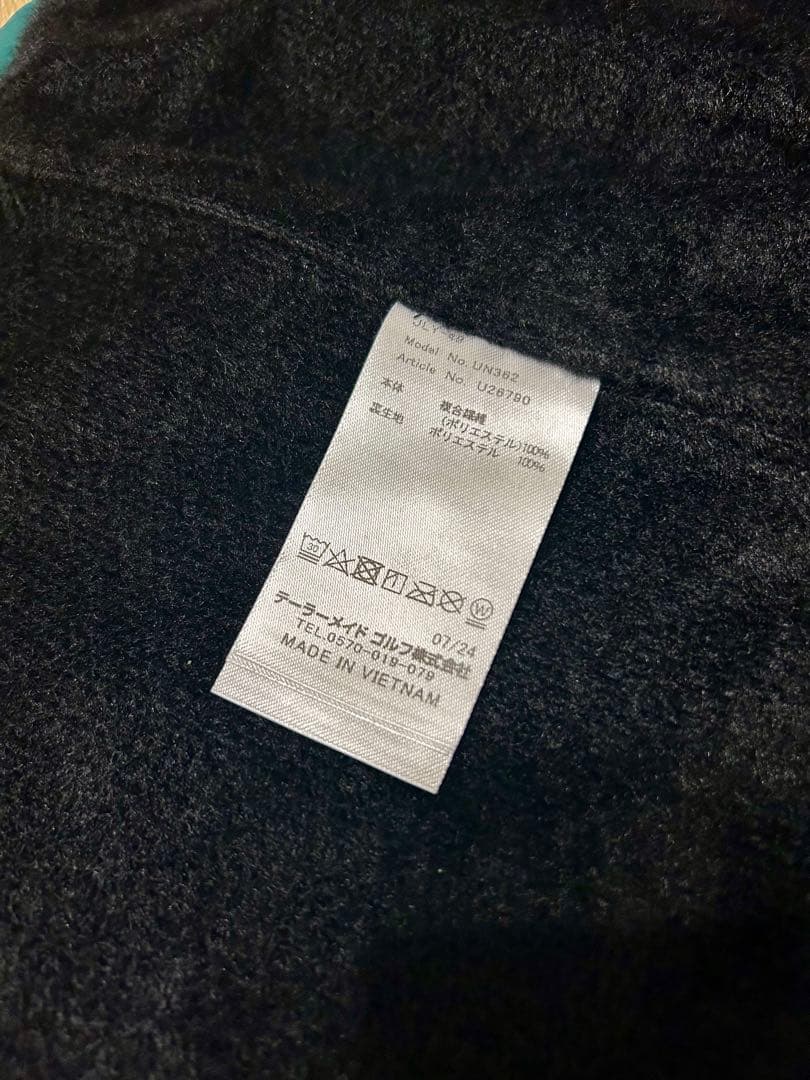 Model No. UN382
Article No. U26790
本体 複合繊維
(ポリエステル)100%
裏生地 ポリエステル 100%
30 W
07/24
テーラーメイド ゴルフ株式会社
TEL.0570-019-079
MADE IN VIETNAM